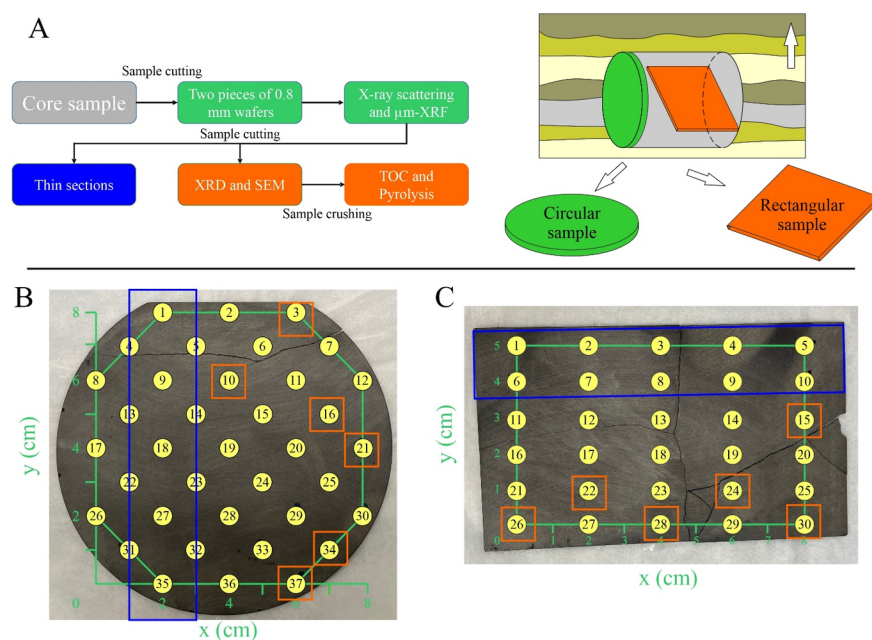 A
Sample cutting
Core sample
Two pieces of 0.8
mm wafers
X-ray scattering
and µm-XRF
Sample cutting
Thin sections
XRD and SEM
TOC and
Pyrolysis
Sample crushing
Circular
sample
Rectangular
sample
B
8 1 2 3
4 5 6 7
6 8 9 10 11 12
13 14 15 16
4 17 18 19 20 21
22 23 24 25
2 26 27 28 29 30
31 32 33 34
35 36 37
0 2 4 6 8
y (cm)
x (cm)
C
5 1 2 3 4 5
4 6 7 8 9 10
3 11 12 13 14 15
2 16 17 18 19 20
1 21 22 23 24 25
0 26 27 28 29 30
1 2 3 4 5 6 7 8
y (cm)
x (cm)